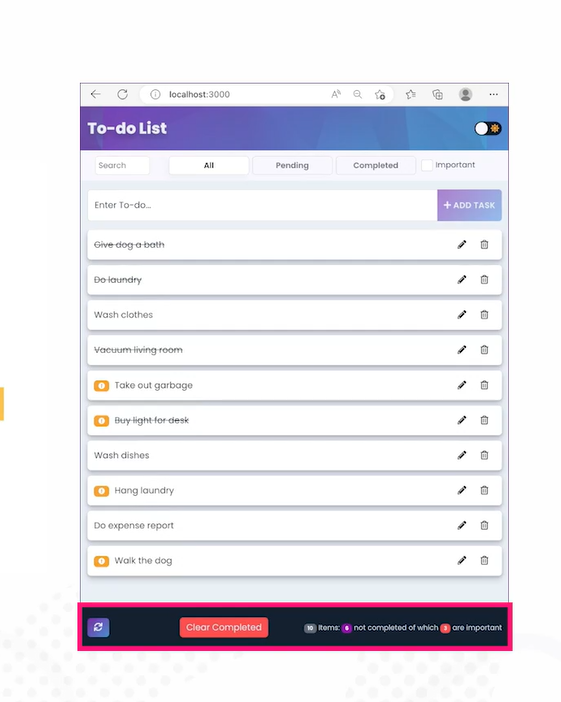 localhost:3000
To-do List
Search All Pending Completed Important
Enter To-do... + ADD TASK
Give dog a bath
Do laundry
Wash clothes
Vacuum living room
Take out garbage
Buy light for desk
Wash dishes
Hang laundry
Do expense report
Walk the dog
Clear Completed 10 Items: 6 not completed of which 3 are important